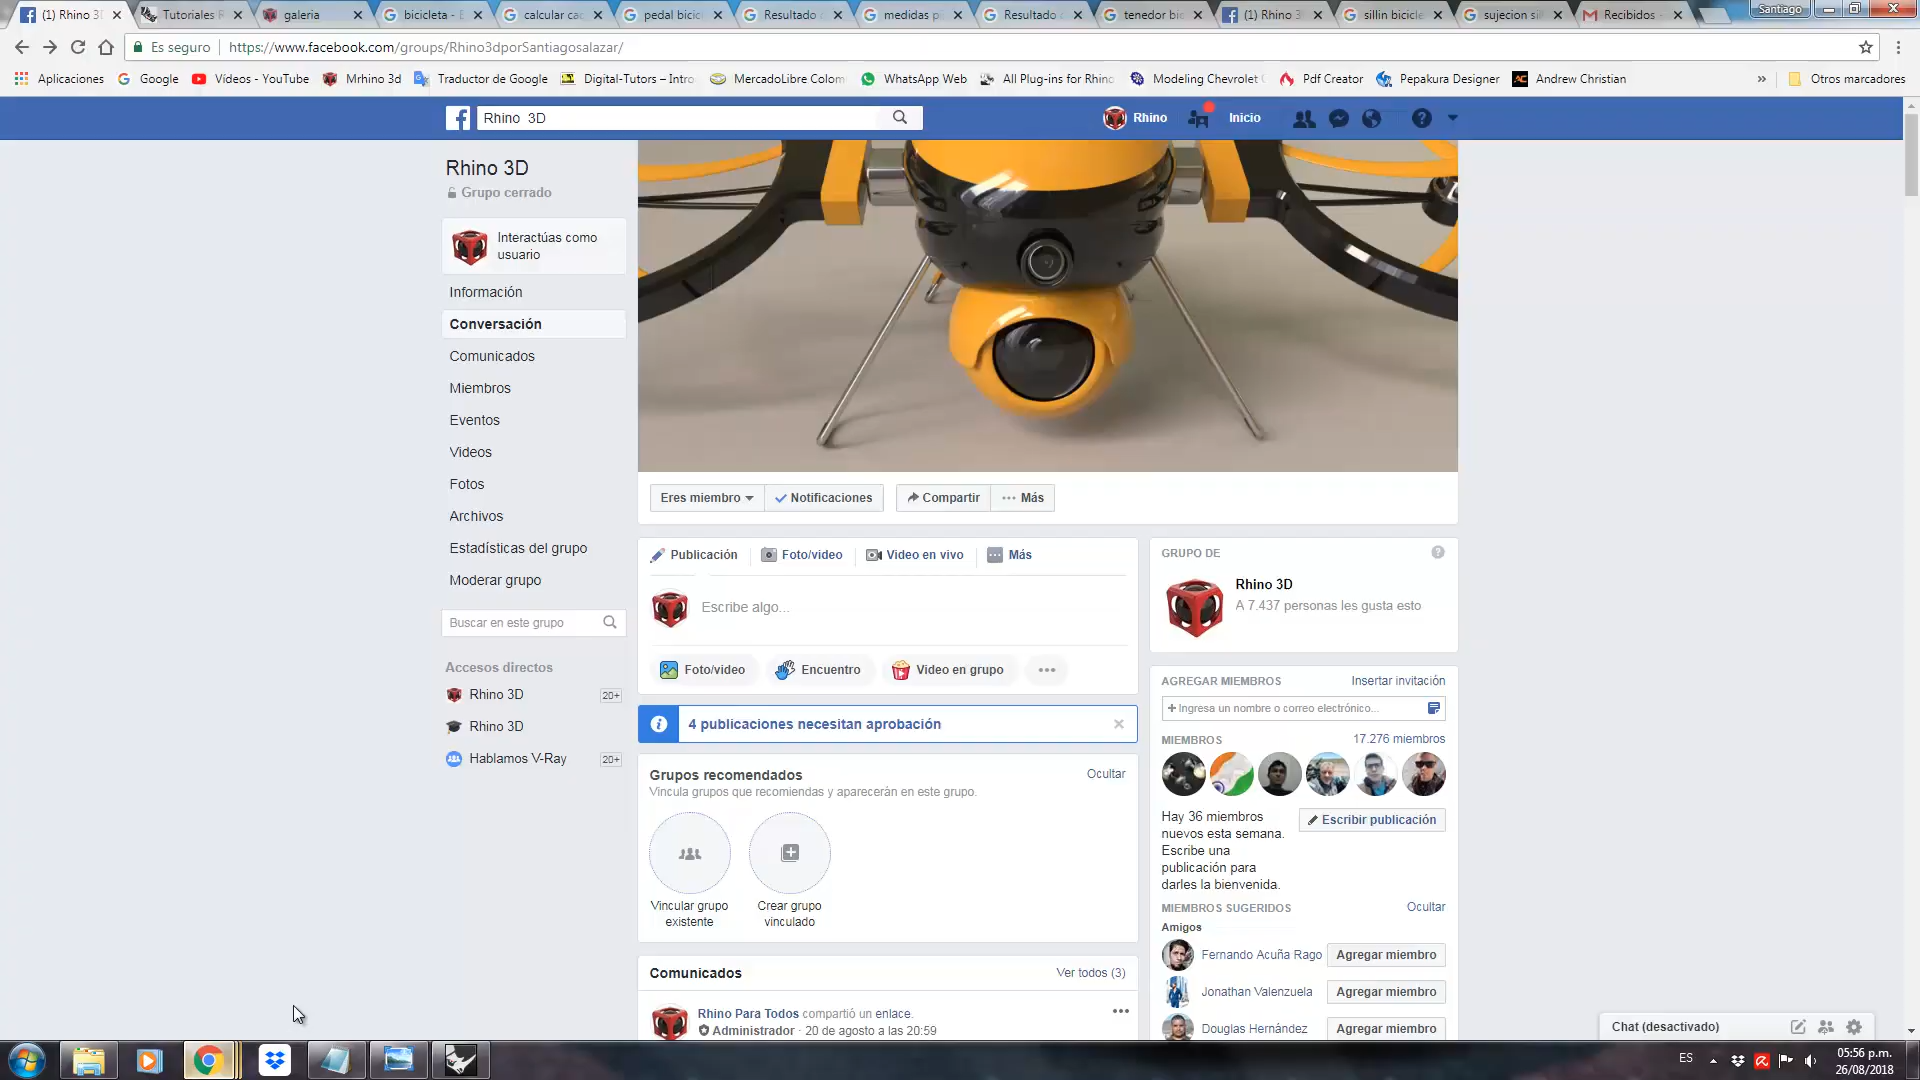 (1) Rhino 3
Tutoriales R
galeria
bicicleta - B
calcular ca
pedal bicic
Resultado
medidas p
Resultado
tenedor bi
(1) Rhino 3
sillin bicicle
sujecion sil
Recibidos -
Santiago
Es seguro
https://www.facebook.com/groups/Rhino3dporSantiagosalazar/
Aplicaciones
Google
Vídeos - YouTube
Mrhino 3d
Traductor de Google
Digital-Tutors – Intro
MercadoLibre Colom
WhatsApp Web
All Plug-ins for Rhino
Modeling Chevrolet
Pdf Creator
Pepakura Designer
Andrew Christian
»
Otros marcadores
Rhino 3D
Rhino
Inicio
Rhino 3D
Grupo cerrado
Interactúas como
usuario
Información
Conversación
Comunicados
Miembros
Eventos
Videos
Fotos
Archivos
Estadísticas del grupo
Moderar grupo
Buscar en este grupo
Accesos directos
Rhino 3D 20+
Rhino 3D
Hablamos V-Ray 20+
Eres miembro
Notificaciones
Compartir
Más
Publicación
Foto/video
Video en vivo
Más
Escribe algo...
Foto/video
Encuentro
Video en grupo
4 publicaciones necesitan aprobación
Grupos recomendados
Ocultar
Vincula grupos que recomiendas y aparecerán en este grupo.
Vincular grupo
existente
Crear grupo
vinculado
Comunicados
Ver todos (3)
Rhino Para Todos compartió un enlace.
Administrador · 20 de agosto a las 20:59
GRUPO DE
Rhino 3D
A 7.437 personas les gusta esto
AGREGAR MIEMBROS
Insertar invitación
+ Ingresa un nombre o correo electrónico...
MIEMBROS
17.276 miembros
Hay 36 miembros
nuevos esta semana.
Escribe una
publicación para
darles la bienvenida.
Escribir publicación
MIEMBROS SUGERIDOS
Ocultar
Amigos
Fernando Acuña Rago
Agregar miembro
Jonathan Valenzuela
Agregar miembro
Douglas Hernández
Agregar miembro
Chat (desactivado)
ES
05:56 p.m.
26/08/2018